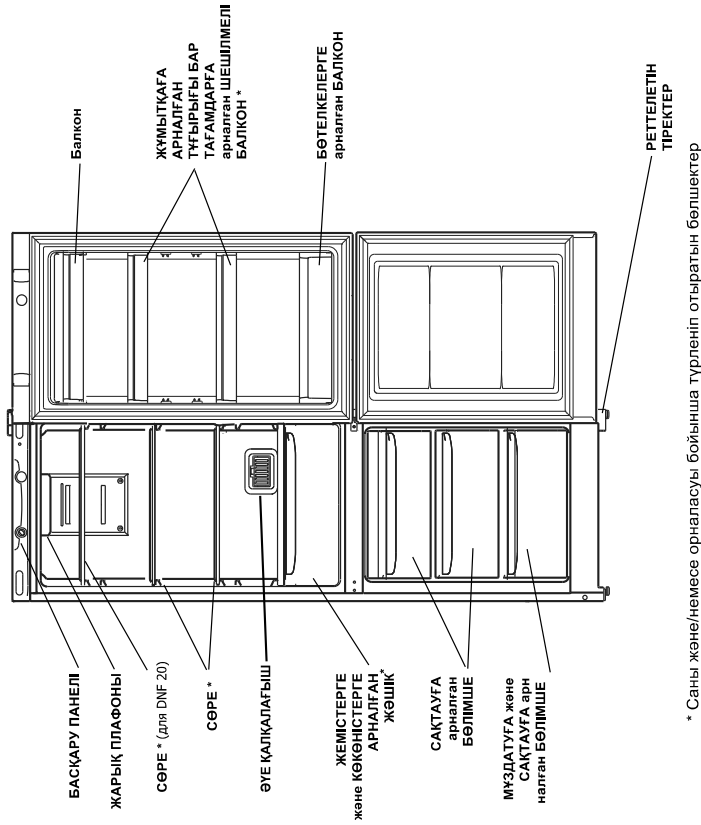 БАСҚАРУ ПАНЕЛІ
ЖАРЫҚ ПЛАФОНЫ
СӨРЕ * (для DNF 20)
СӨРЕ *
ӘУЕ ҚАЛҚАЛАҒЫШ
ЖЕМІСТЕРГЕ
және КӨКӨНІСТЕРГЕ
АРНАЛҒАН
ЖӘШІК*
САҚТАУҒА
арналған
БӨЛІМШЕ
МҰЗДАТУҒА және
САҚТАУҒА арн
налған БӨЛІМШЕ
Балкон
ЖҰМЫТҚАҒА
АРНАЛҒАН
ТҰҒЫРЫҒЫ БАР
ТАҒАМДАРҒА
арналған ШЕШІЛМЕЛІ
БАЛКОН *
БӨТЕЛКЕЛЕРГЕ
арналған БАЛКОН
РЕТТЕЛЕТІН
ТІРЕКТЕР
* Саны және/немесе орналасуы бойынша түрленіп отыратын бөлшектер